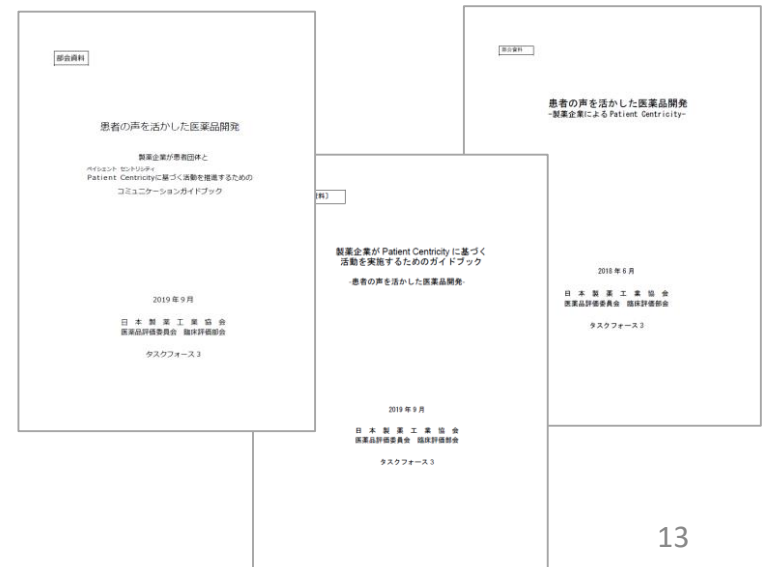 部会資料
患者の声を活かした医薬品開発
製薬企業が患者団体と
ペイシェント セントリシティ
Patient Centricityに基づく活動を推進するための
コミュニケーションガイドブック
2019年9月
日 本 製 薬 工 業 協 会
医薬品評価委員会 臨床評価部会
タスクフォース3
資料】
製薬企業が Patient Centricity に基づく
活動を実施するためのガイドブック
-患者の声を活かした医薬品開発-
2019 年 9 月
日 本 製 薬 工 業 協 会
医薬品評価委員会 臨床評価部会
タスクフォース 3
部会資料
患者の声を活かした医薬品開発
-製薬企業による Patient Centricity-
2018 年 6 月
日 本 製 薬 工 業 協 会
医薬品評価委員会 臨床評価部会
タスクフォース 3
13